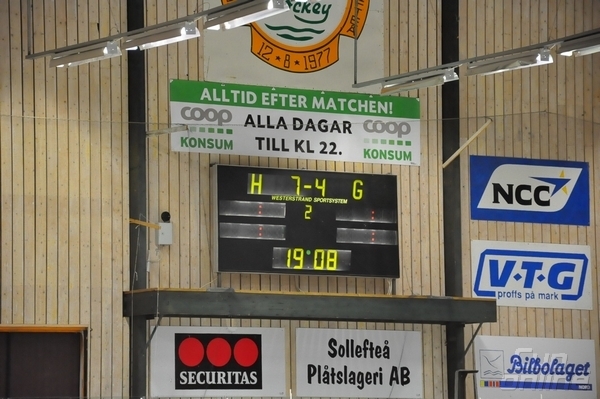 ockey
12 • 8 • 1977
ALLTID EFTER MATCHEN!
coop
KONSUM
ALLA DAGAR
TILL KL 22.
coop
KONSUM
H 7-4 G
WESTERSTRAND SPORTSYSTEM
2
19:08
NCC
V·T·G
proffs på mark
SECURITAS
Sollefteå
Plåtslageri AB
Bilbolaget